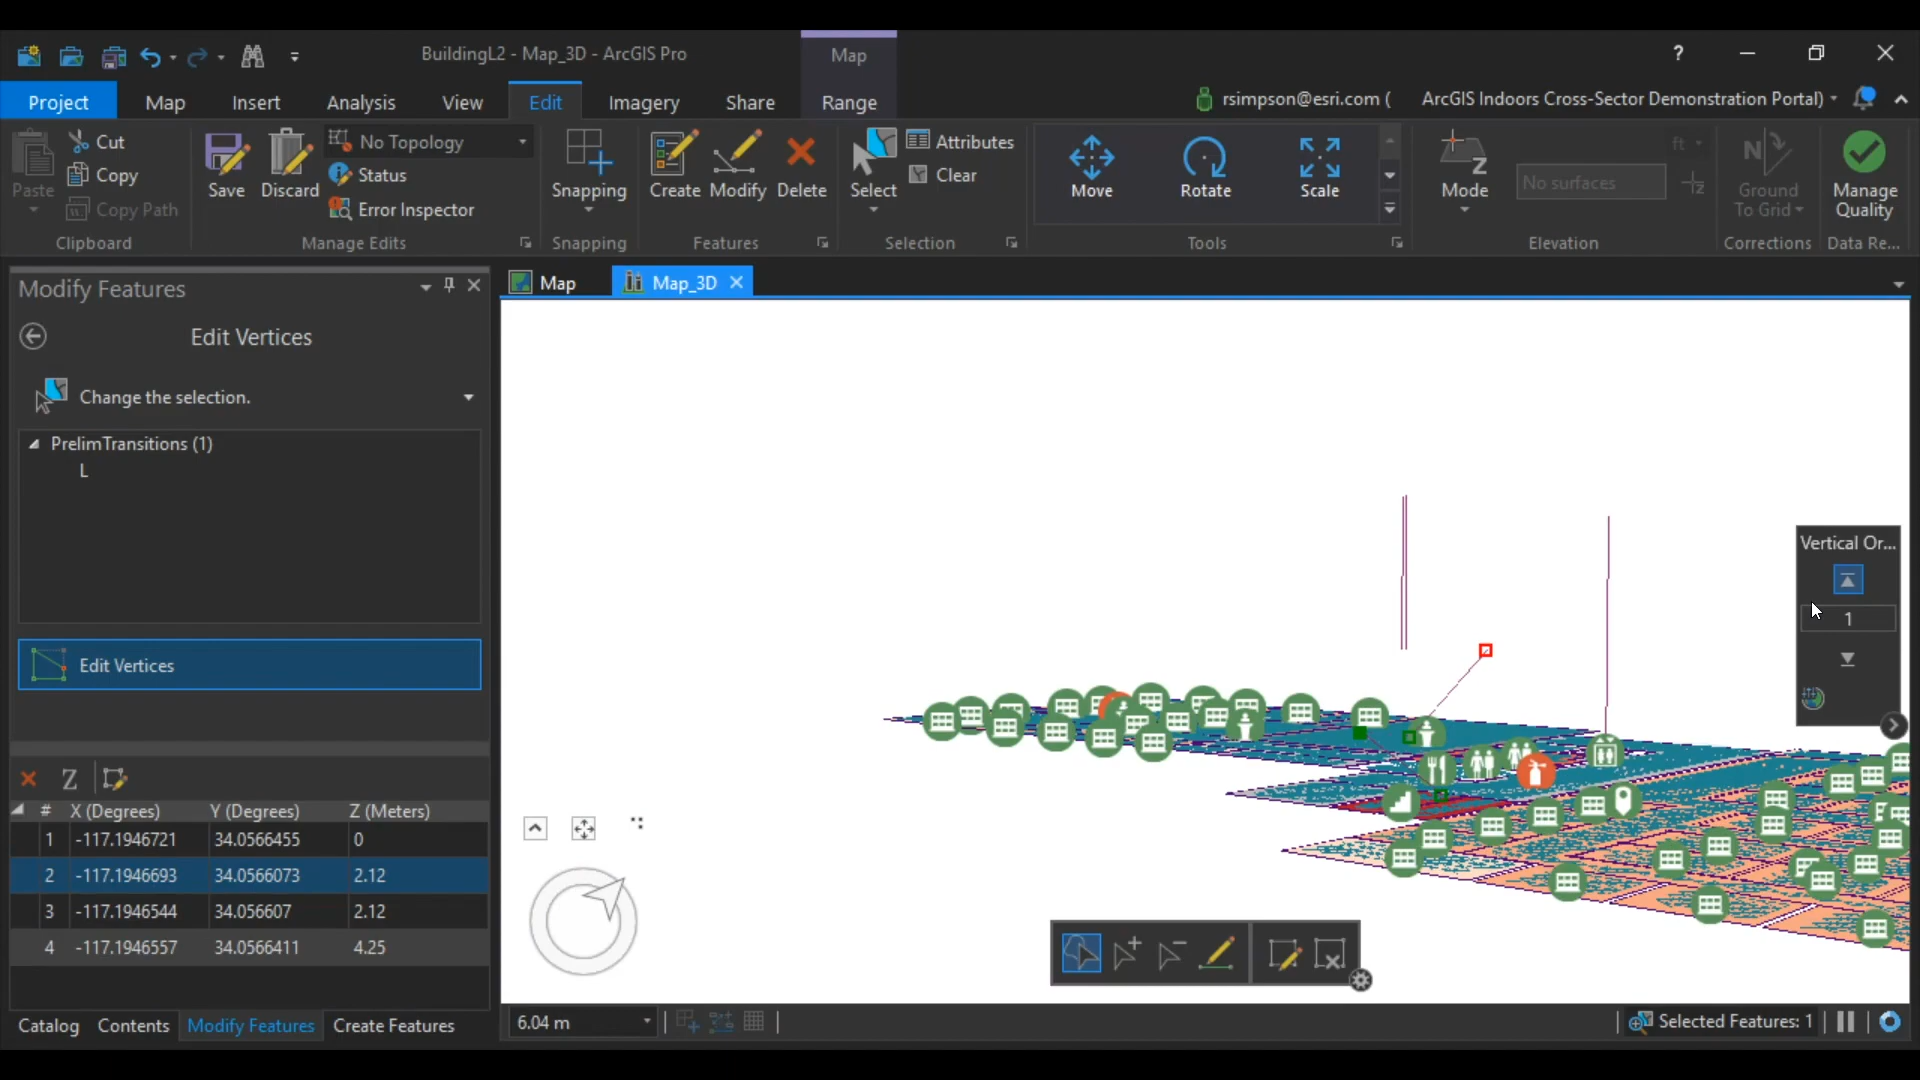 BuildingL2 - Map_3D - ArcGIS Pro
Map
?
Project
Map
Insert
Analysis
View
Edit
Imagery
Share
Range
rsimpson@esri.com (
ArcGIS Indoors Cross-Sector Demonstration Portal)
Paste
Cut
Copy
Copy Path
Clipboard
Save
Discard
No Topology
Status
Error Inspector
Manage Edits
Snapping
Snapping
Create
Modify
Delete
Features
Select
Attributes
Clear
Selection
Move
Rotate
Scale
Tools
Z
Mode
ft
No surfaces
Elevation
N
Ground
To Grid
Corrections
Manage
Quality
Data Re...
Modify Features
Edit Vertices
Change the selection.
PrelimTransitions (1)
L
Edit Vertices
Z
# X (Degrees) Y (Degrees) Z (Meters)
1 -117.1946721 34.0566455 0
2 -117.1946693 34.0566073 2.12
3 -117.1946544 34.056607 2.12
4 -117.1946557 34.0566411 4.25
Catalog
Contents
Modify Features
Create Features
Map
Map_3D
Vertical Or...
1
6.04 m
Selected Features: 1